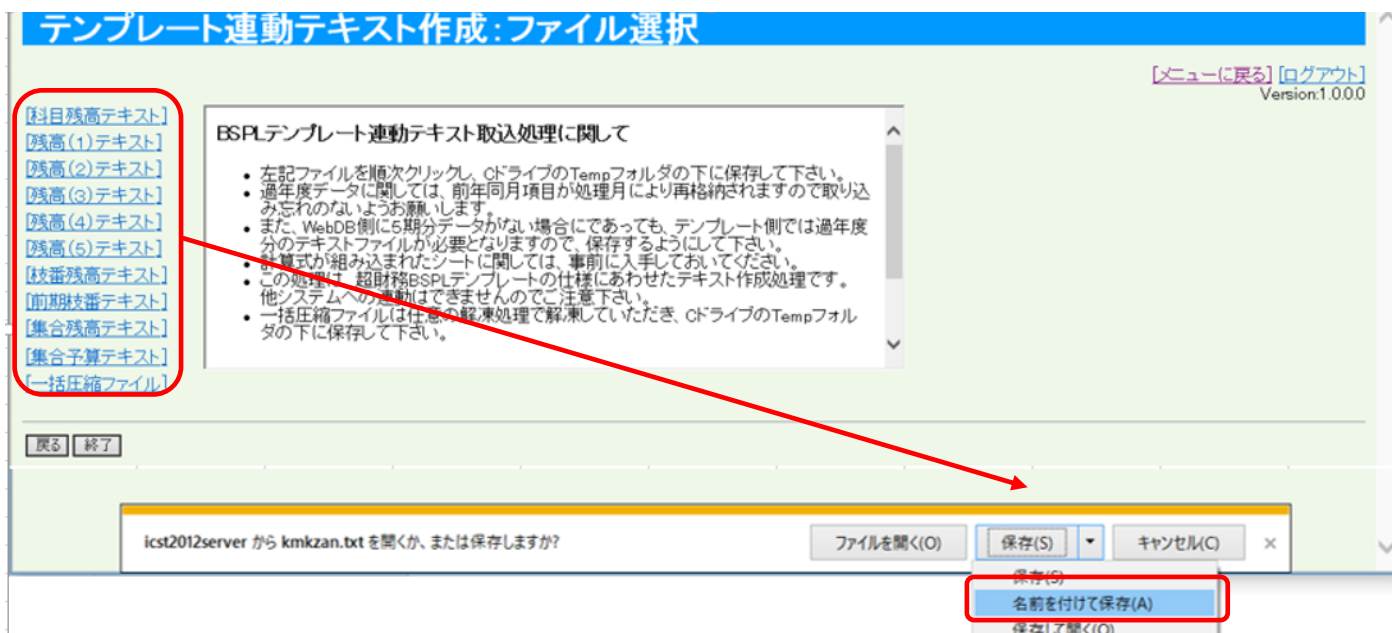 テンプレート連動テキスト作成:ファイル選択
[メニューに戻る] [ログアウト]
Version:1.0.0.0
[科目残高テキスト]
[残高(1)テキスト]
[残高(2)テキスト]
[残高(3)テキスト]
[残高(4)テキスト]
[残高(5)テキスト]
[枝番残高テキスト]
[前期枝番テキスト]
[集合残高テキスト]
[集合予算テキスト]
[一括圧縮ファイル]
BSPLテンプレート連動テキスト取込処理に関して
• 左記ファイルを順次クリックし、CドライブのTempフォルダの下に保存して下さい。
• 過年度データに関しては、前年同月項目が処理月により再格納されますので取り込
み忘れのないようお願いします。
• また、WebDB側に5期分データがない場合にであっても、テンプレート側では過年度
分のテキストファイルが必要となりますので、保存するようにして下さい。
• 計算式が組み込まれたシートに関しては、事前に入手しておいてください。
• この処理は、超財務BSPLテンプレートの仕様にあわせたテキスト作成処理です。
他システムへの連動はできませんのでご注意下さい。
• 一括圧縮ファイルは任意の解凍処理で解凍していただき、CドライブのTempフォル
ダの下に保存して下さい。
戻る 終了
icst2012server から kmkzan.txt を開くか、または保存しますか?
ファイルを開く(O) 保存(S) キャンセル(C) ×
保存(S)
名前を付けて保存(A)
保存して開く(O)